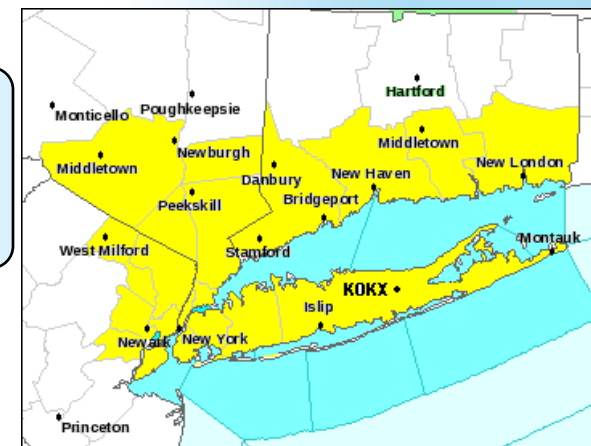 Hartford
Poughkeepsie
Monticello
Middletown
Newburgh
Middletown
New London
New Haven
Danbury
Peekskill
Bridgeport
West Milford
Stamford
Montauk
KOKX
Islip
Newark
New York
Princeton